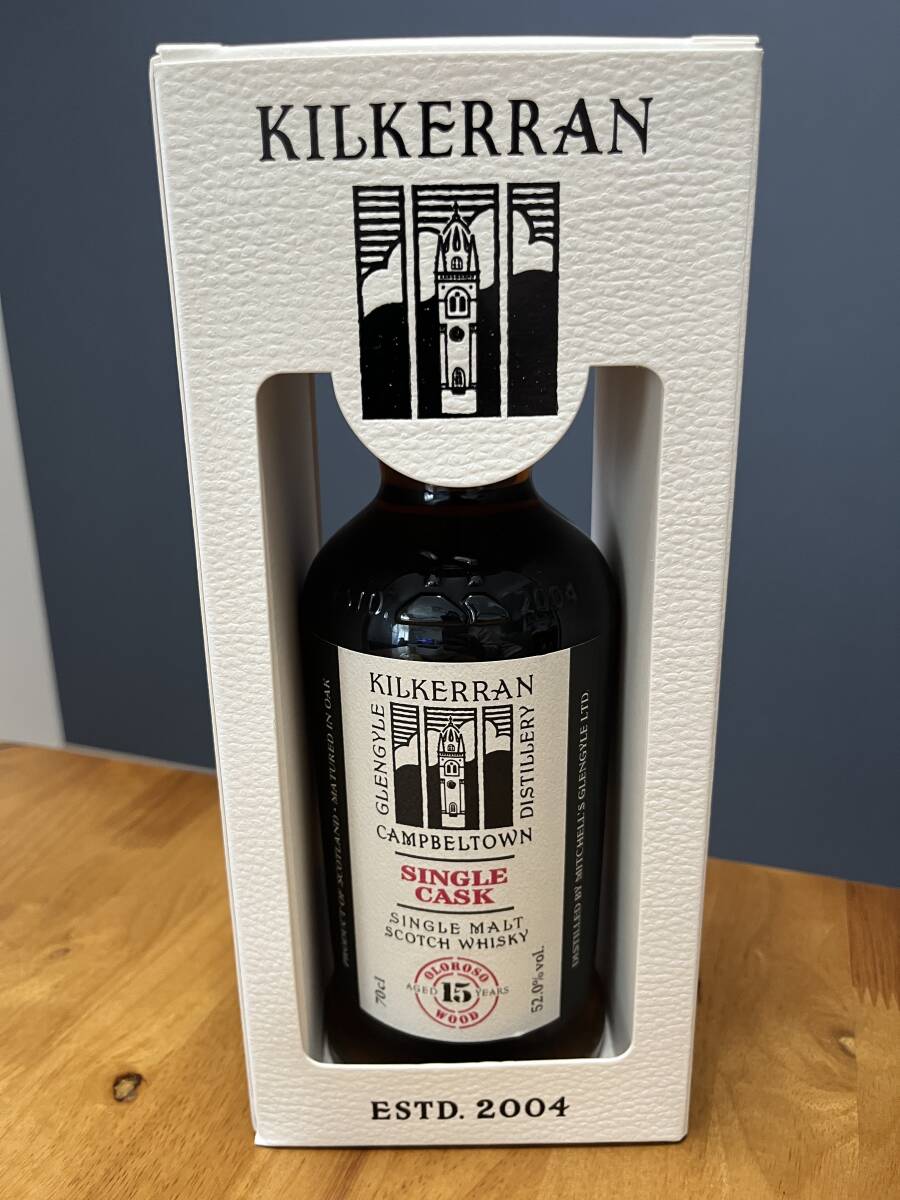 KILKERRAN
2004
KILKERRAN
GLENGYLE
DISTILLERY
CAMPBELTOWN
SINGLE
CASK
SINGLE MALT
SCOTCH WHISKY
OLOROSO
AGED 15 YEARS
WOOD
70cl
52.0% vol.
PRODUCT OF SCOTLAND • MATURED IN OAK
DISTILLED BY MITCHELL'S GLENGYLE LTD
ESTD. 2004